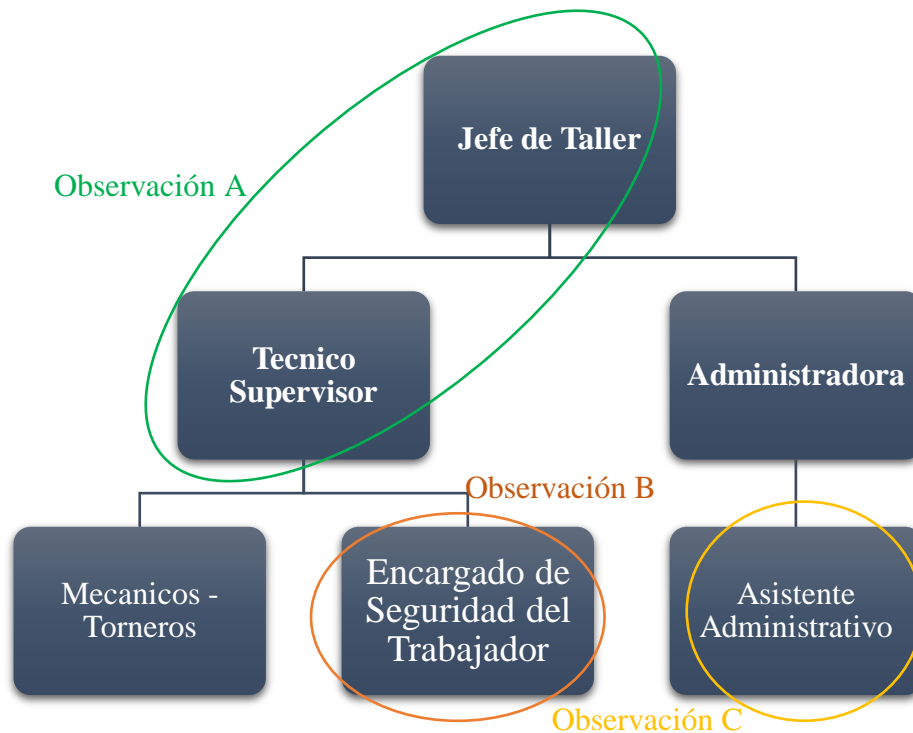 Jefe de Taller
Observación A
Tecnico
Supervisor
Administradora
Observación B
Mecanicos -
Torneros
Encargado de
Seguridad del
Trabajador
Asistente
Administrativo
Observación C